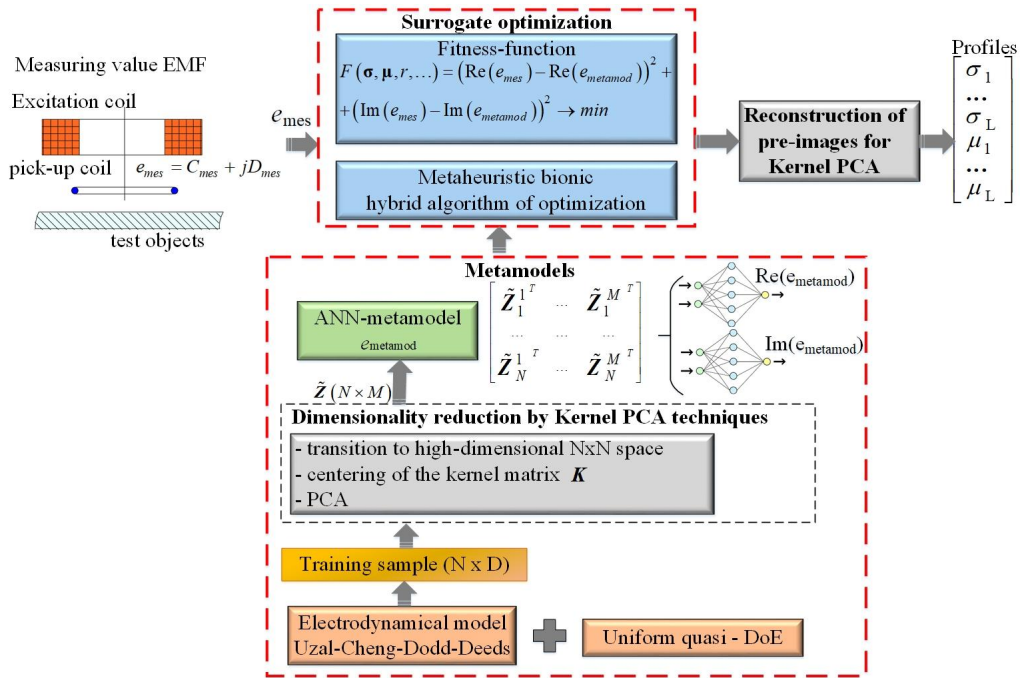 Measuring value EMF
Excitation coil
pick-up coil
e_mes = C_mes + jD_mes
test objects
e_mes
Surrogate optimization
Fitness-function
F(σ, μ, r,...) = (Re(e_mes) − Re(e_metamod))² +
+ (Im(e_mes) − Im(e_metamod))² → min
Metaheuristic bionic
hybrid algorithm of optimization
Reconstruction of
pre-images for
Kernel PCA
Profiles
σ_1
...
σ_L
μ_1
...
...
μ_L
Metamodels
ANN-metamodel
e_metamod
Z̃_1^1^T ... Z̃_1^M^T
... ... ...
Z̃_N^1^T ... Z̃_N^M^T
Re(e_metamod)
Im(e_metamod)
Z̃ (N × M)
Dimensionality reduction by Kernel PCA techniques
- transition to high-dimensional NxN space
- centering of the kernel matrix K
- PCA
Training sample (N x D)
Electrodynamical model
Uzal-Cheng-Dodd-Deeds
Uniform quasi - DoE